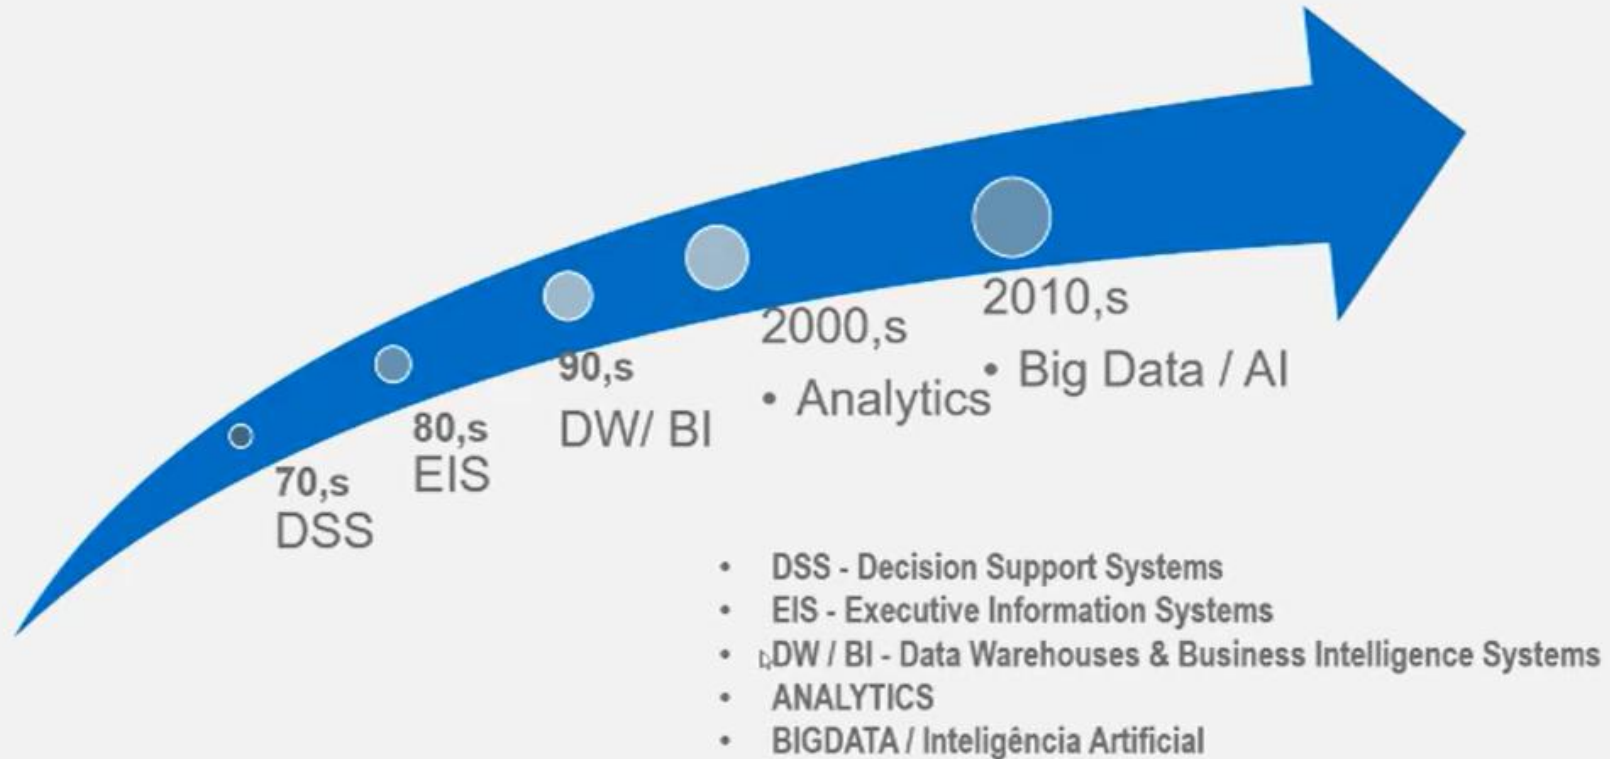 70,s
DSS
80,s
EIS
90,s
DW/ BI
2000,s
• Analytics
2010,s
• Big Data / AI
• DSS - Decision Support Systems
• EIS - Executive Information Systems
• DW / BI - Data Warehouses & Business Intelligence Systems
• ANALYTICS
• BIGDATA / Inteligência Artificial